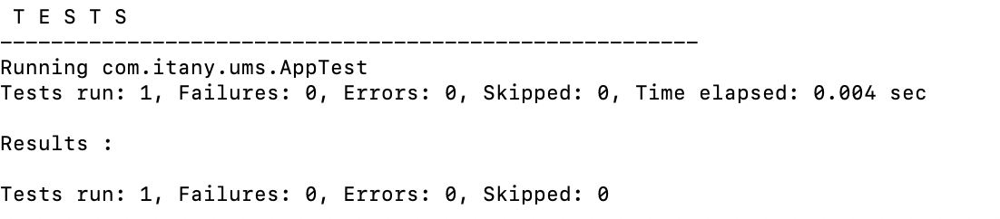 T E S T S
-------------------------------------------------------
Running com.itany.ums.AppTest
Tests run: 1, Failures: 0, Errors: 0, Skipped: 0, Time elapsed: 0.004 sec
Results :
Tests run: 1, Failures: 0, Errors: 0, Skipped: 0